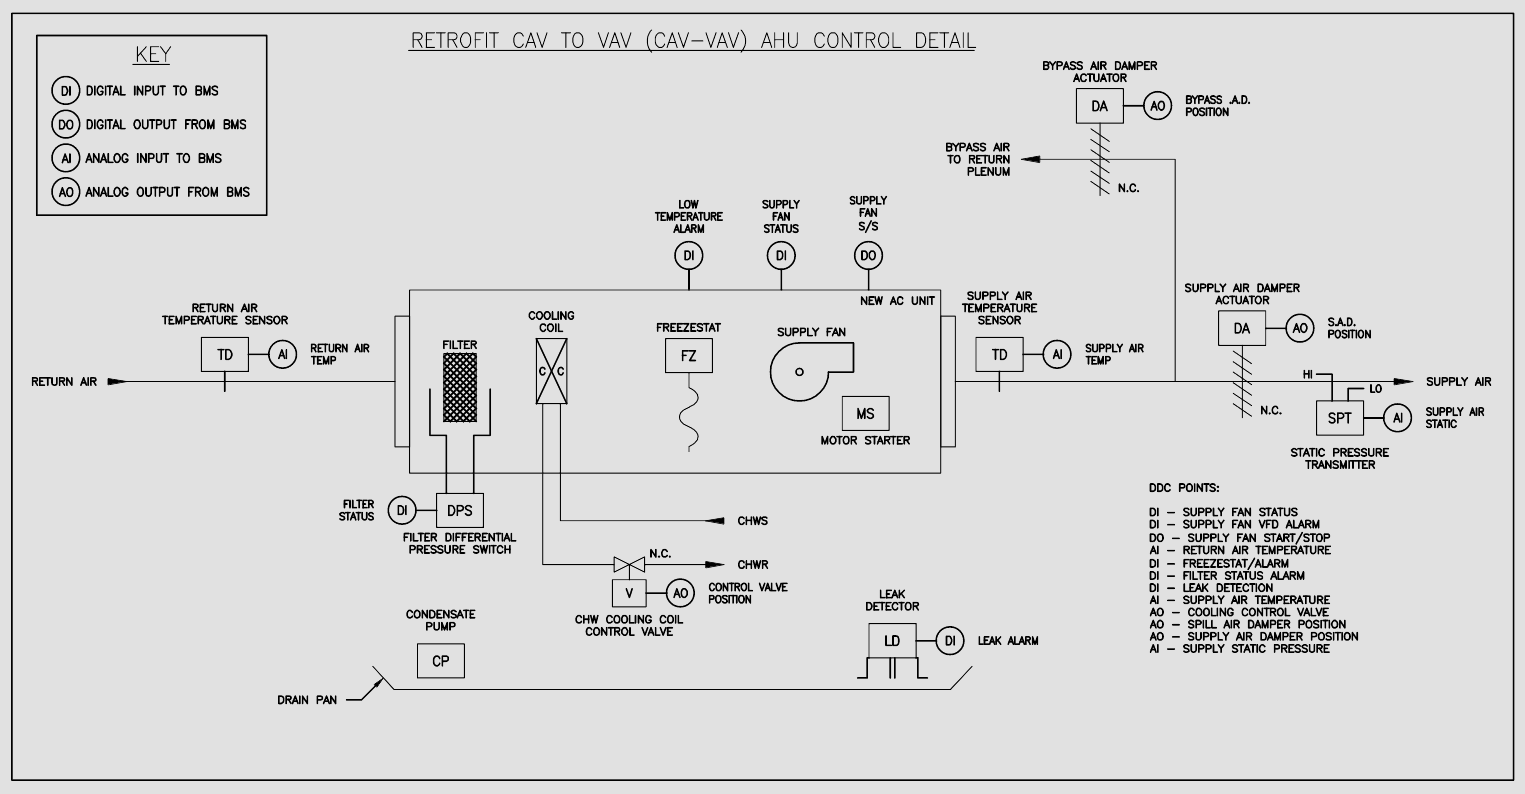 RETROFIT CAV TO VAV (CAV-VAV) AHU CONTROL DETAIL
KEY
DI DIGITAL INPUT TO BMS
DO DIGITAL OUTPUT FROM BMS
AI ANALOG INPUT TO BMS
AO ANALOG OUTPUT FROM BMS
BYPASS AIR DAMPER
ACTUATOR
DA
AO
BYPASS .A.D.
POSITION
BYPASS AIR
TO RETURN
PLENUM
N.C.
LOW
TEMPERATURE
ALARM
DI
SUPPLY
FAN
STATUS
DI
SUPPLY
FAN
S/S
DO
NEW AC UNIT
RETURN AIR
TEMPERATURE SENSOR
TD
AI
RETURN AIR
TEMP
RETURN AIR
FILTER
COOLING
COIL
C C
FREEZESTAT
FZ
SUPPLY FAN
MS
MOTOR STARTER
SUPPLY AIR
TEMPERATURE
SENSOR
TD
AI
SUPPLY AIR
TEMP
SUPPLY AIR DAMPER
ACTUATOR
DA
AO
S.A.D.
POSITION
N.C.
HI
LO
SUPPLY AIR
SPT
AI
SUPPLY AIR
STATIC
STATIC PRESSURE
TRANSMITTER
FILTER
STATUS
DI
DPS
FILTER DIFFERENTIAL
PRESSURE SWITCH
CHWS
N.C.
CHWR
V
AO
CONTROL VALVE
POSITION
CHW COOLING COIL
CONTROL VALVE
CONDENSATE
PUMP
CP
DRAIN PAN
LEAK
DETECTOR
LD
DI
LEAK ALARM
DDC POINTS:
DI - SUPPLY FAN STATUS
DI - SUPPLY FAN VFD ALARM
DO - SUPPLY FAN START/STOP
AI - RETURN AIR TEMPERATURE
DI - FREEZESTAT/ALARM
DI - FILTER STATUS ALARM
DI - LEAK DETECTION
AI - SUPPLY AIR TEMPERATURE
AO - COOLING CONTROL VALVE
AO - SPILL AIR DAMPER POSITION
AO - SUPPLY AIR DAMPER POSITION
AI - SUPPLY STATIC PRESSURE